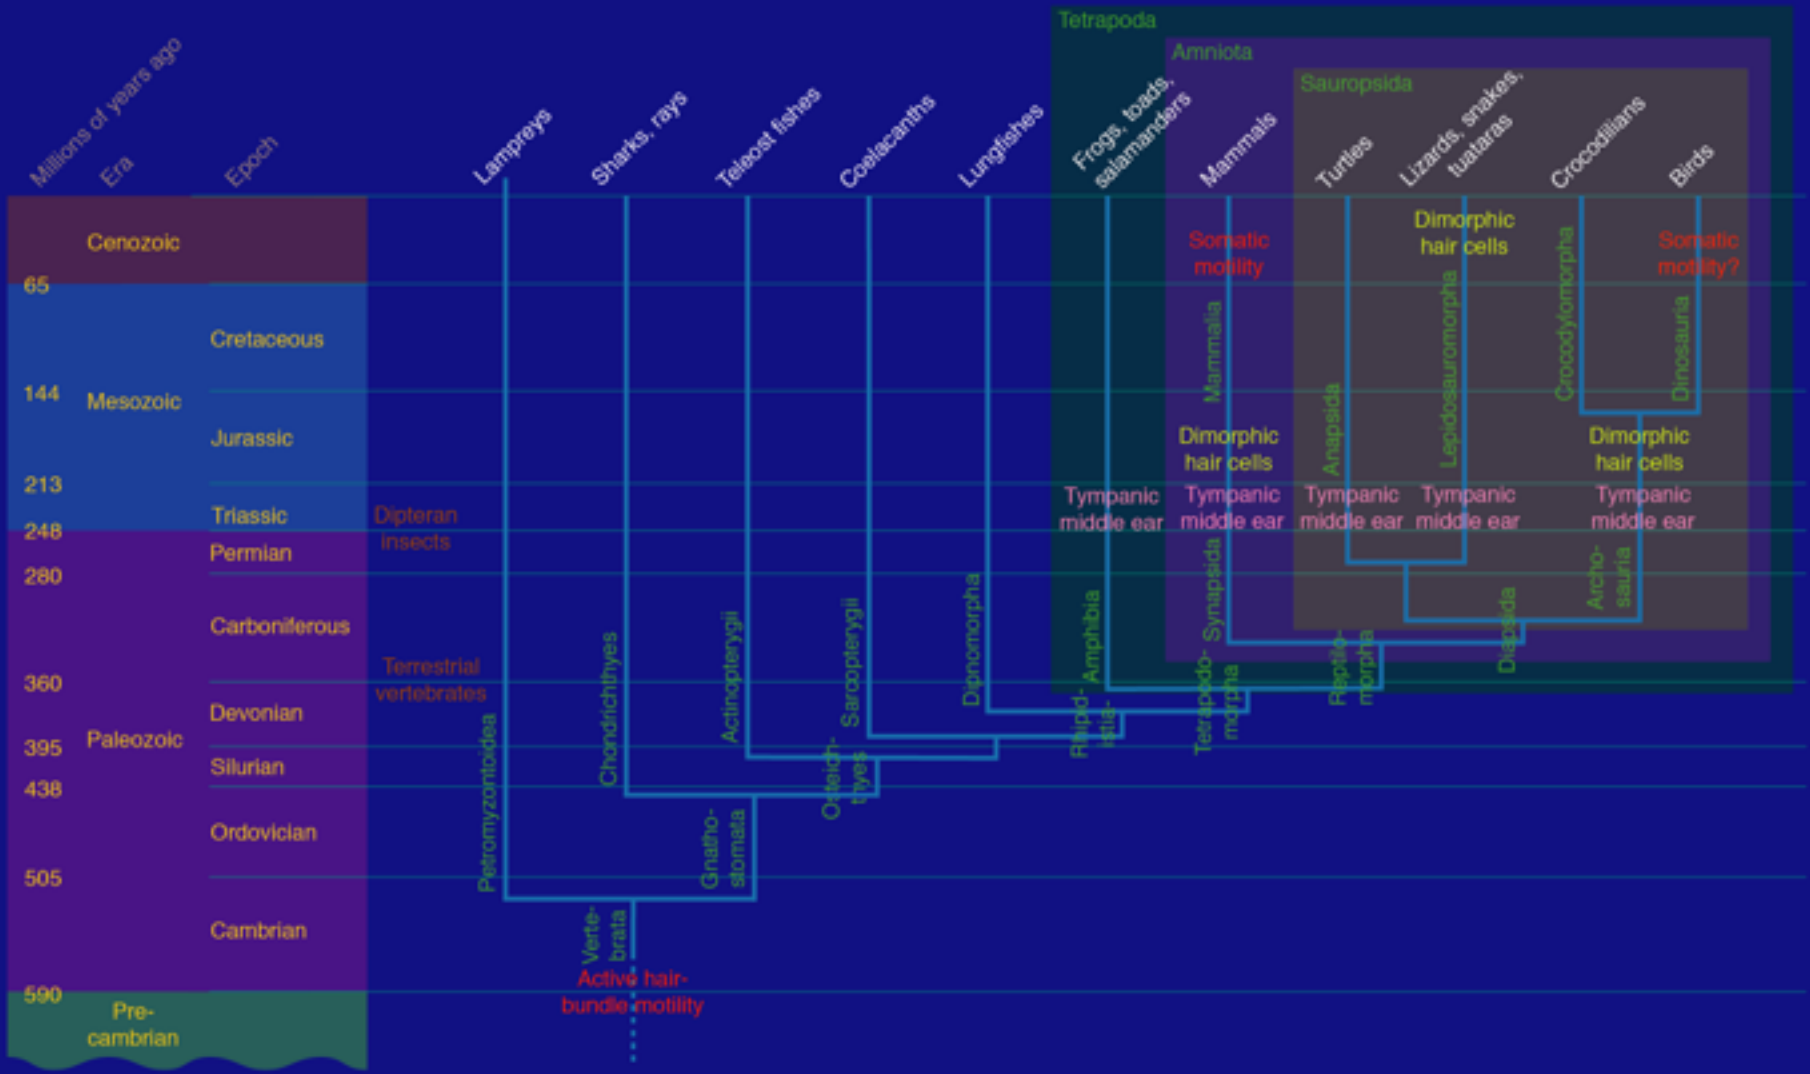 Tetrapoda
Amniota
Sauropsida
Millions of years ago
Era
Epoch
Lampreys
Sharks, rays
Teleost fishes
Coelacanths
Lungfishes
Frogs, toads,
salamanders
Mammals
Turtles
Lizards, snakes,
tuataras
Crocodilians
Birds
Cenozoic
65
Cretaceous
144
Mesozoic
Jurassic
213
Triassic
248
Permian
280
Carboniferous
360
Devonian
Paleozoic
395
Silurian
438
Ordovician
505
Cambrian
590
Pre-
cambrian
Dipteran
insects
Terrestrial
vertebrates
Somatic
motility
Dimorphic
hair cells
Somatic
motility?
Mammalia
Anapsida
Lepidosauromorpha
Crocodylomorpha
Dinosauria
Dimorphic
hair cells
Dimorphic
hair cells
Tympanic
middle ear
Tympanic
middle ear
Tympanic
middle ear
Tympanic
middle ear
Tympanic
middle ear
Petromyzontoidea
Chondrichthyes
Actinopterygii
Sarcopterygii
Dipnomorpha
Amphibia
Synapsida
Archo-
sauria
Diapsida
Reptilo-
morpha
Tetrapodo-
morpha
Rhipid-
istia-
Osteich-
thyes
Gnatho-
stomata
Verte-
brata
Active hair-
bundle motility